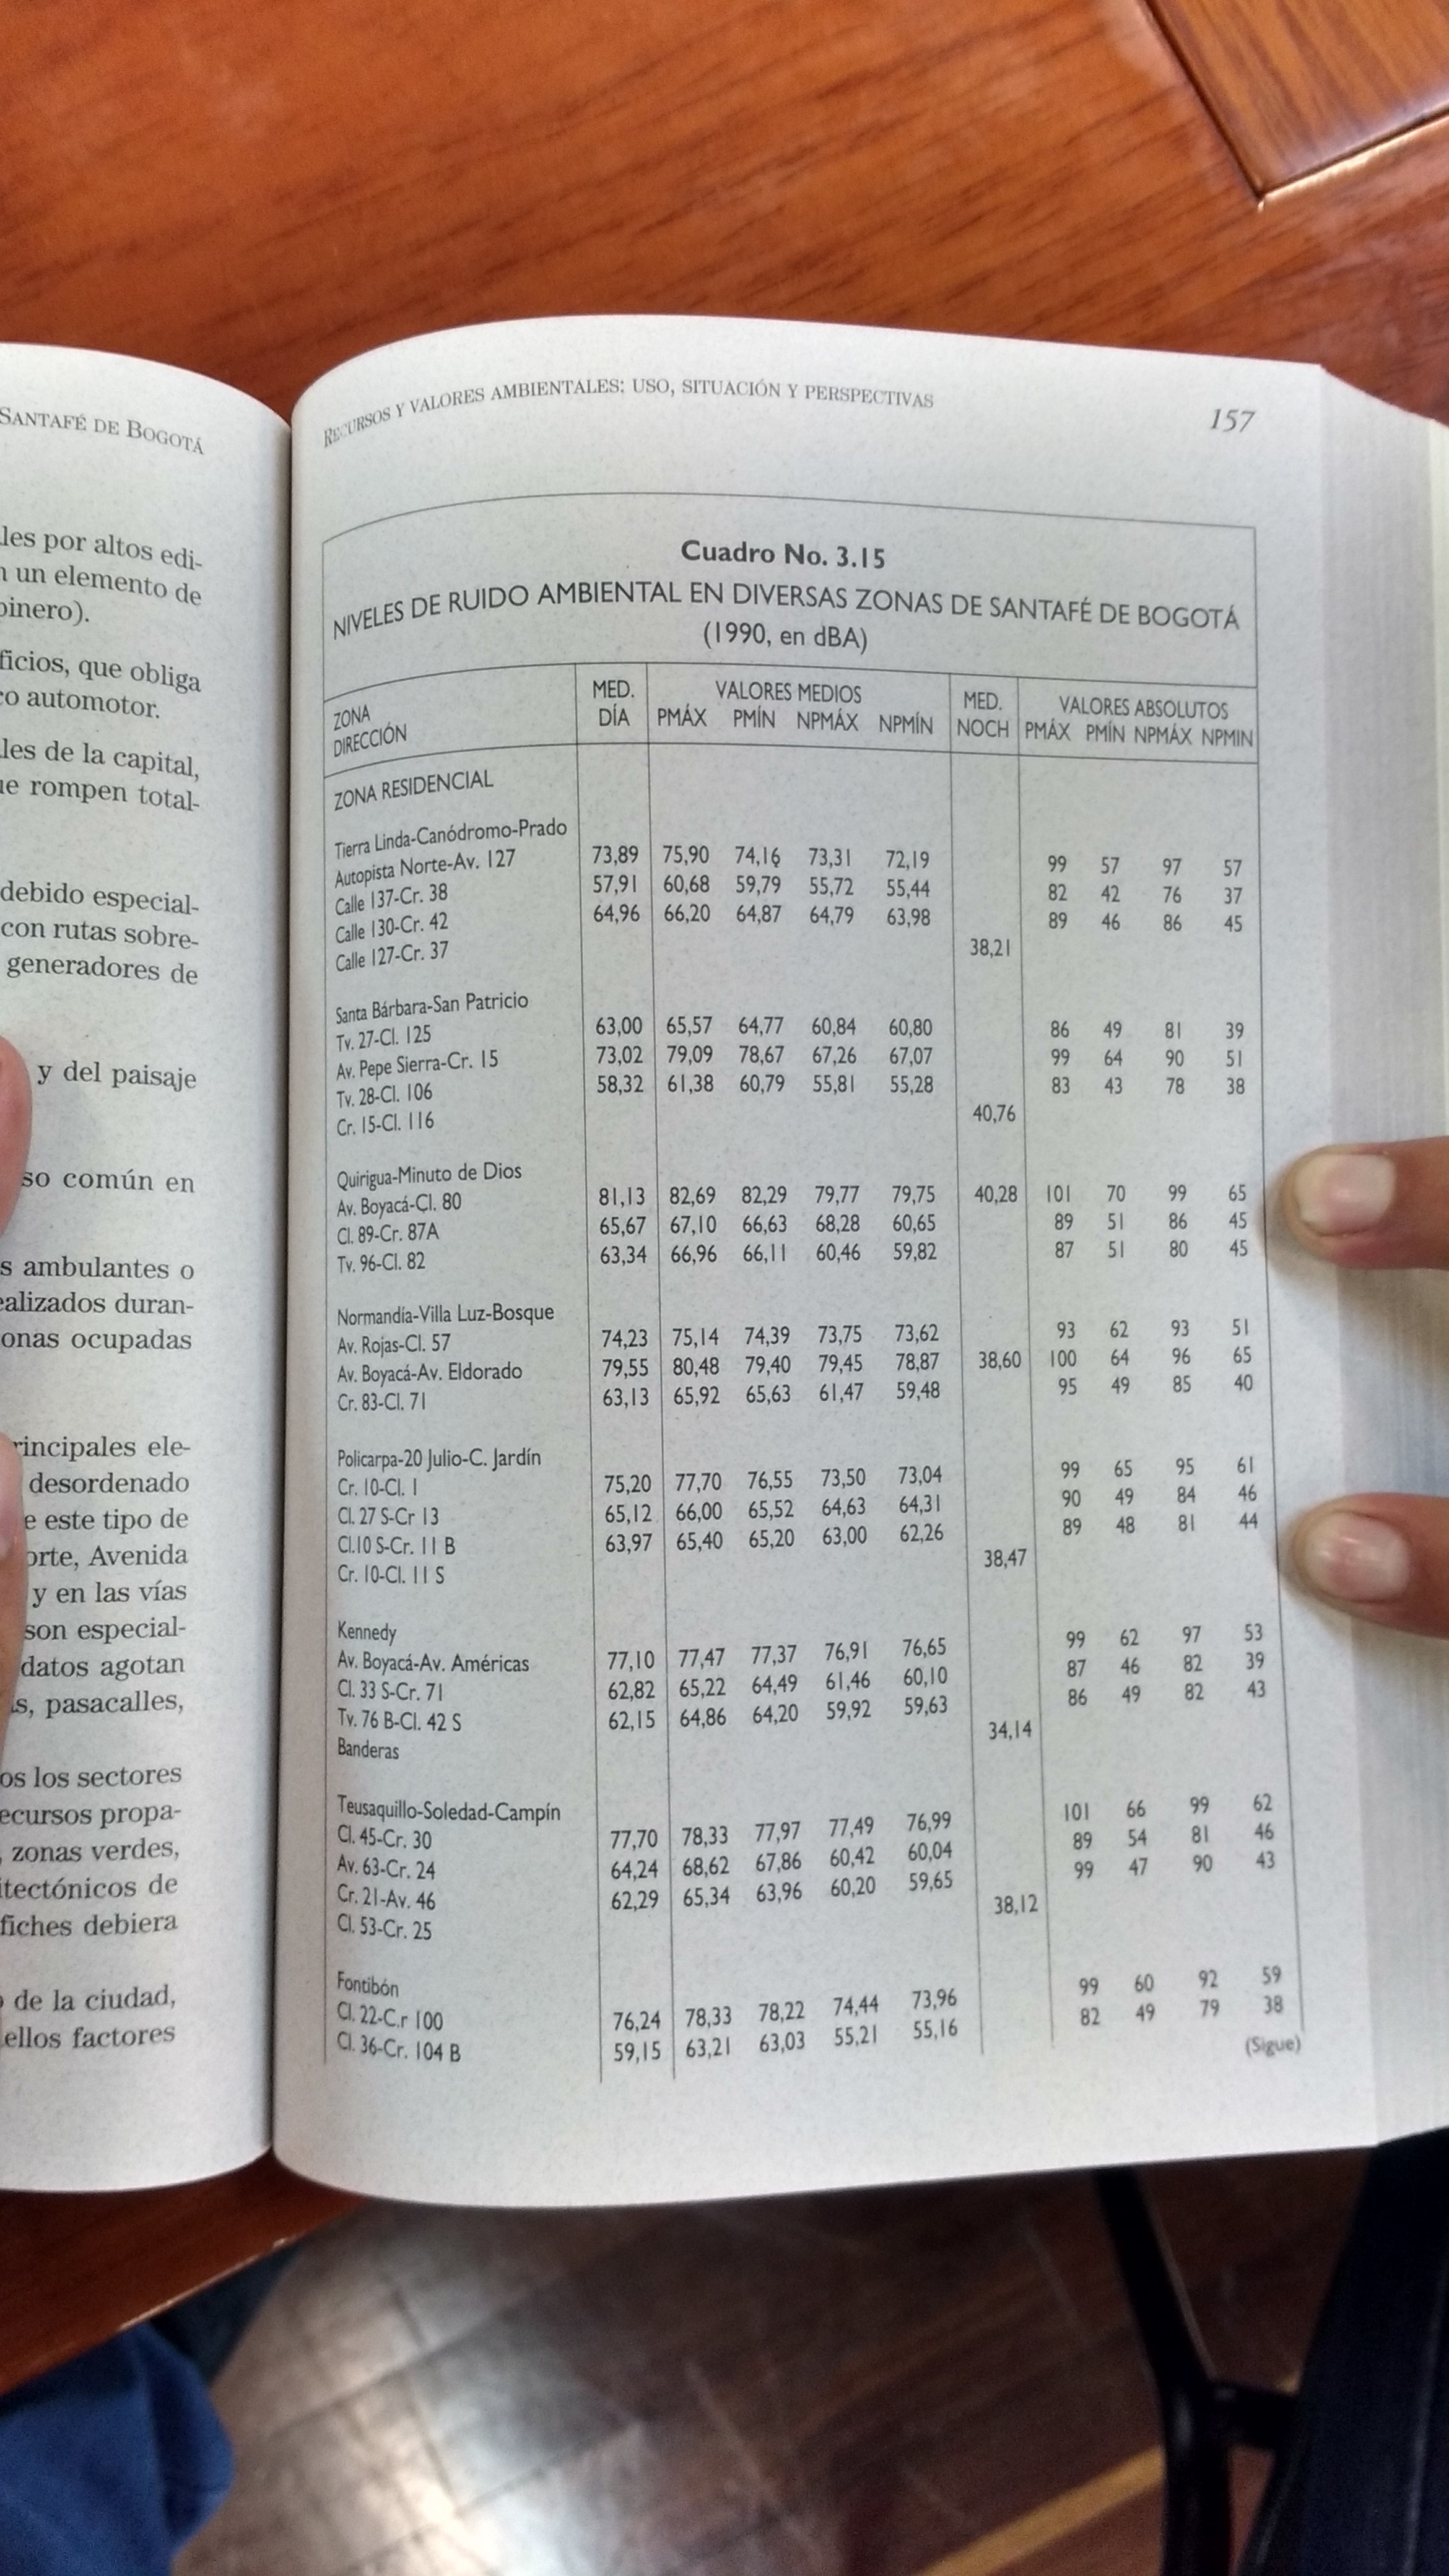 SANTAFÉ DE BOGOTÁ
les por altos edi-
un elemento de
pinero).
ficios, que obliga
co automotor.
les de la capital,
ue rompen total-
debido especial-
con rutas sobre-
generadores de
y del paisaje
so común en
s ambulantes o
ealizados duran-
onas ocupadas
rincipales ele-
desordenado
e este tipo de
orte, Avenida
y en las vías
son especial-
datos agotan
s, pasacalles,
os los sectores
ecursos propa-
, zonas verdes,
itectónicos de
fiches debiera
o de la ciudad,
ellos factores
RECURSOS Y VALORES AMBIENTALES: USO, SITUACIÓN Y PERSPECTIVAS 157
Cuadro No. 3.15
NIVELES DE RUIDO AMBIENTAL EN DIVERSAS ZONAS DE SANTAFÉ DE BOGOTÁ
(1990, en dBA)
MED. VALORES MEDIOS MED. VALORES ABSOLUTOS
ZONA DÍA PMÁX PMÍN NPMÁX NPMÍN NOCH PMÁX PMÍN NPMÁX NPMIN
DIRECCIÓN
ZONA RESIDENCIAL
Tierra Linda-Canódromo-Prado
Autopista Norte-Av. 127 73,89 75,90 74,16 73,31 72,19 99 57 97 57
Calle 137-Cr. 38 57,91 60,68 59,79 55,72 55,44 82 42 76 37
Calle 130-Cr. 42 64,96 66,20 64,87 64,79 63,98 89 46 86 45
Calle 127-Cr. 37 38,21
Santa Bárbara-San Patricio
Tv. 27-Cl. 125 63,00 65,57 64,77 60,84 60,80 86 49 81 39
Av. Pepe Sierra-Cr. 15 73,02 79,09 78,67 67,26 67,07 99 64 90 51
Tv. 28-Cl. 106 58,32 61,38 60,79 55,81 55,28 83 43 78 38
Cr. 15-Cl. 116 40,76
Quirigua-Minuto de Dios
Av. Boyacá-Cl. 80 81,13 82,69 82,29 79,77 79,75 40,28 101 70 99 65
Cl. 89-Cr. 87A 65,67 67,10 66,63 68,28 60,65 89 51 86 45
Tv. 96-Cl. 82 63,34 66,96 66,11 60,46 59,82 87 51 80 45
Normandía-Villa Luz-Bosque
Av. Rojas-Cl. 57 74,23 75,14 74,39 73,75 73,62 93 62 93 51
Av. Boyacá-Av. Eldorado 79,55 80,48 79,40 79,45 78,87 38,60 100 64 96 65
Cr. 83-Cl. 71 63,13 65,92 65,63 61,47 59,48 95 49 85 40
Policarpa-20 Julio-C. Jardín
Cr. 10-Cl. 1 75,20 77,70 76,55 73,50 73,04 99 65 95 61
Cl. 27 S-Cr 13 65,12 66,00 65,52 64,63 64,31 90 49 84 46
Cl.10 S-Cr. 11 B 63,97 65,40 65,20 63,00 62,26 89 48 81 44
Cr. 10-Cl. 11 S 38,47
Kennedy
Av. Boyacá-Av. Américas 77,10 77,47 77,37 76,91 76,65 99 62 97 53
Cl. 33 S-Cr. 71 62,82 65,22 64,49 61,46 60,10 87 46 82 39
Tv. 76 B-Cl. 42 S 62,15 64,86 64,20 59,92 59,63 86 49 82 43
Banderas 34,14
Teusaquillo-Soledad-Campín
Cl. 45-Cr. 30 77,70 78,33 77,97 77,49 76,99 101 66 99 62
Av. 63-Cr. 24 64,24 68,62 67,86 60,42 60,04 89 54 81 46
Cr. 21-Av. 46 62,29 65,34 63,96 60,20 59,65 99 47 90 43
Cl. 53-Cr. 25 38,12
Fontibón
Cl. 22-C.r 100 76,24 78,33 78,22 74,44 73,96 99 60 92 59
Cl. 36-Cr. 104 B 59,15 63,21 63,03 55,21 55,16 82 49 79 38
(Sigue)